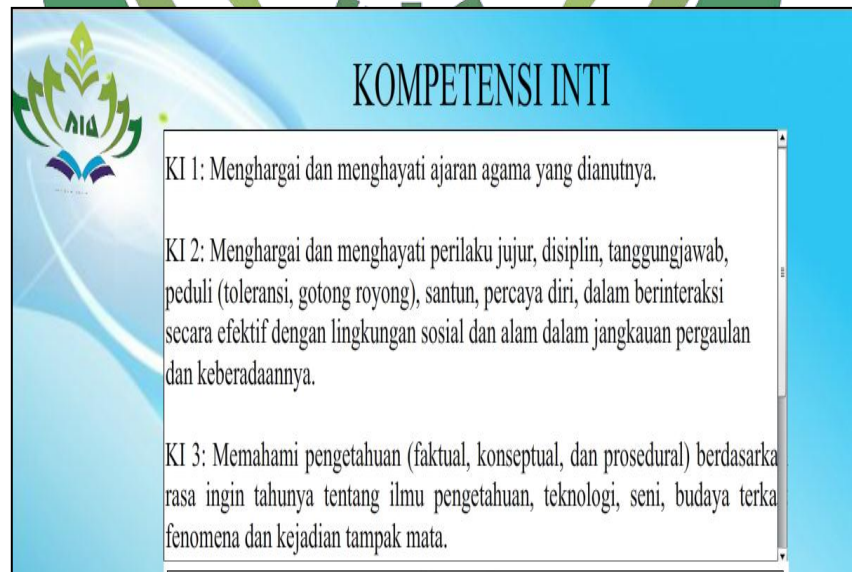 KOMPETENSI INTI
KI 1: Menghargai dan menghayati ajaran agama yang dianutnya.
KI 2: Menghargai dan menghayati perilaku jujur, disiplin, tanggungjawab,
peduli (toleransi, gotong royong), santun, percaya diri, dalam berinteraksi
secara efektif dengan lingkungan sosial dan alam dalam jangkauan pergaulan
dan keberadaannya.
KI 3: Memahami pengetahuan (faktual, konseptual, dan prosedural) berdasarka
rasa ingin tahunya tentang ilmu pengetahuan, teknologi, seni, budaya terka
fenomena dan kejadian tampak mata.